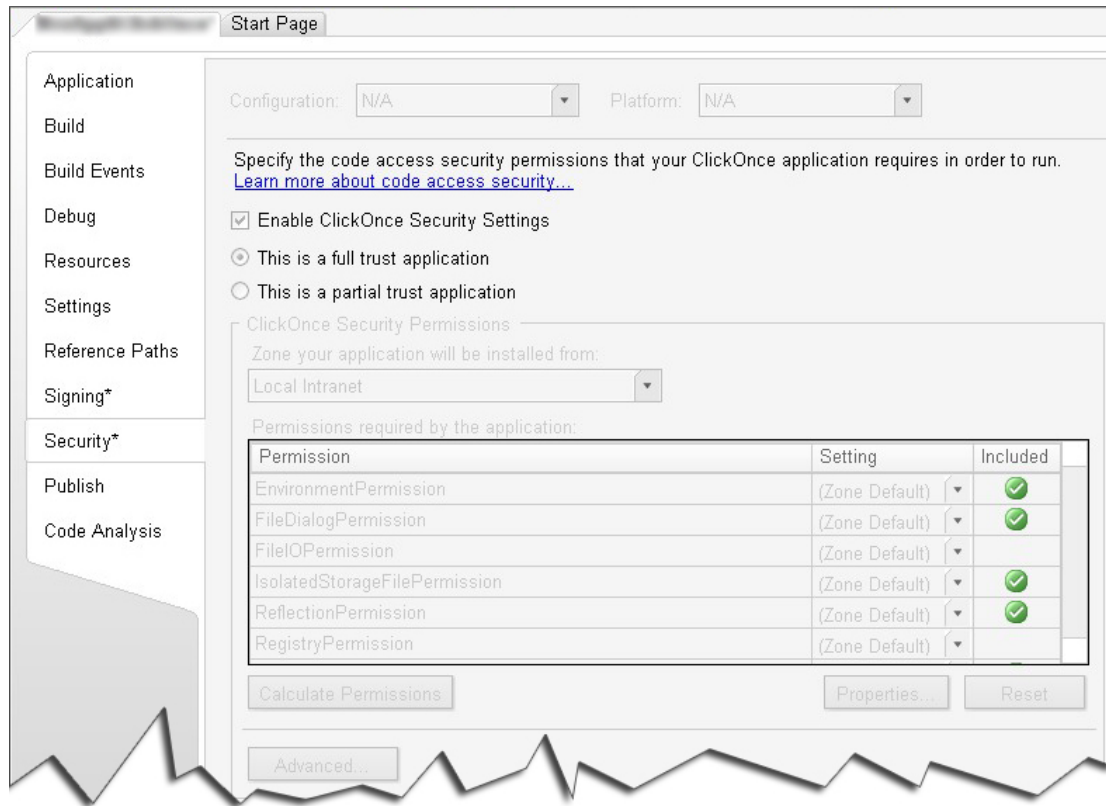 Start Page
Application
Build
Build Events
Debug
Resources
Settings
Reference Paths
Signing*
Security*
Publish
Code Analysis
Configuration: N/A Platform: N/A
Specify the code access security permissions that your ClickOnce application requires in order to run.
Learn more about code access security...
Enable ClickOnce Security Settings
This is a full trust application
This is a partial trust application
ClickOnce Security Permissions
Zone your application will be installed from:
Local Intranet
Permissions required by the application:
Permission Setting Included
EnvironmentPermission (Zone Default)
FileDialogPermission (Zone Default)
FileIOPermission (Zone Default)
IsolatedStorageFilePermission (Zone Default)
ReflectionPermission (Zone Default)
RegistryPermission (Zone Default)
Calculate Permissions Properties... Reset
Advanced...